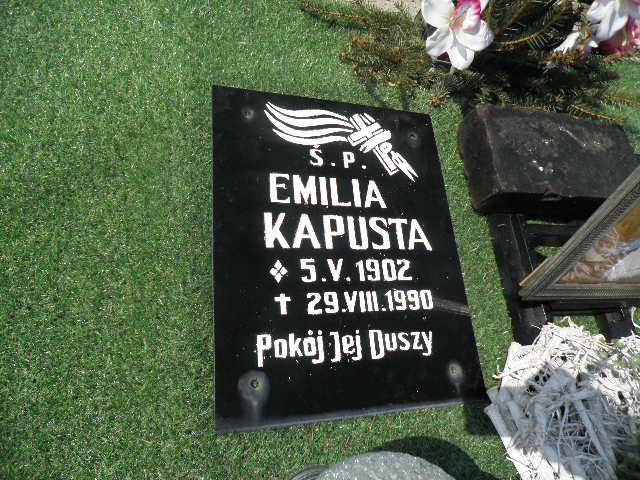 Ś.P.
EMILIA
KAPUSTA
5.V.1902
✝ 29.VIII.1990
Pokój Jej Duszy